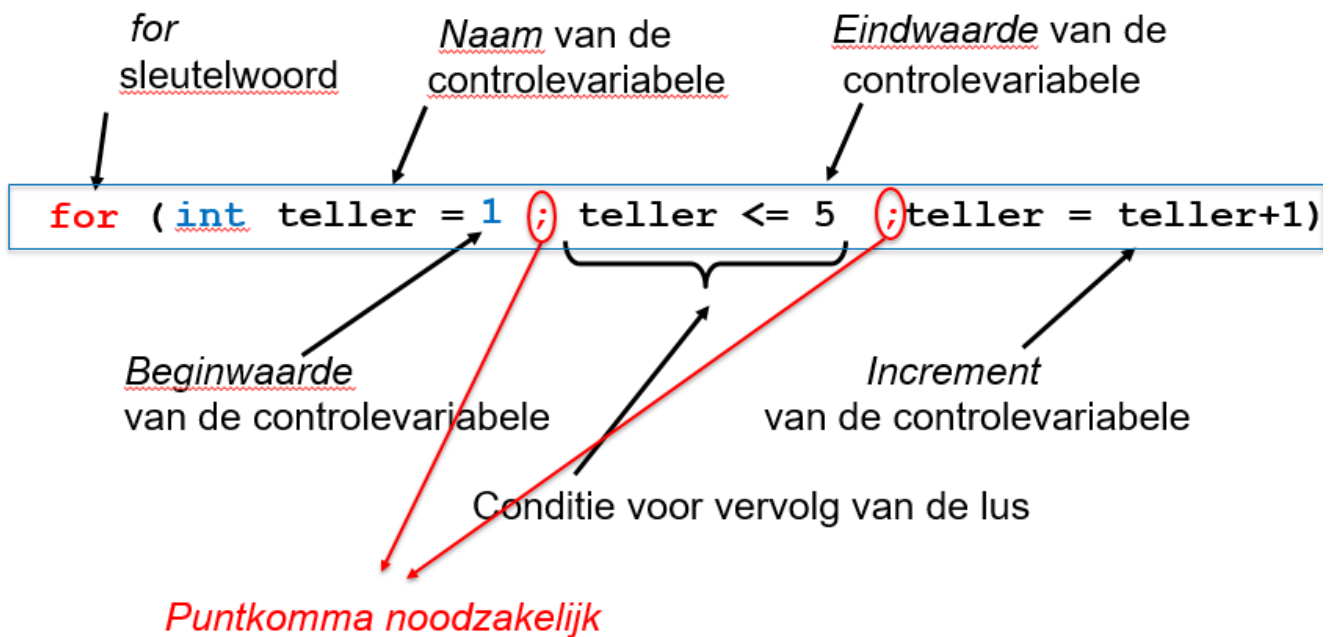 for
sleutelwoord
Naam van de
controlevariabele
Eindwaarde van de
controlevariabele
for (int teller = 1 ; teller <= 5 ;teller = teller+1)
Beginwaarde
van de controlevariabele
Increment
van de controlevariabele
Conditie voor vervolg van de lus
Puntkomma noodzakelijk